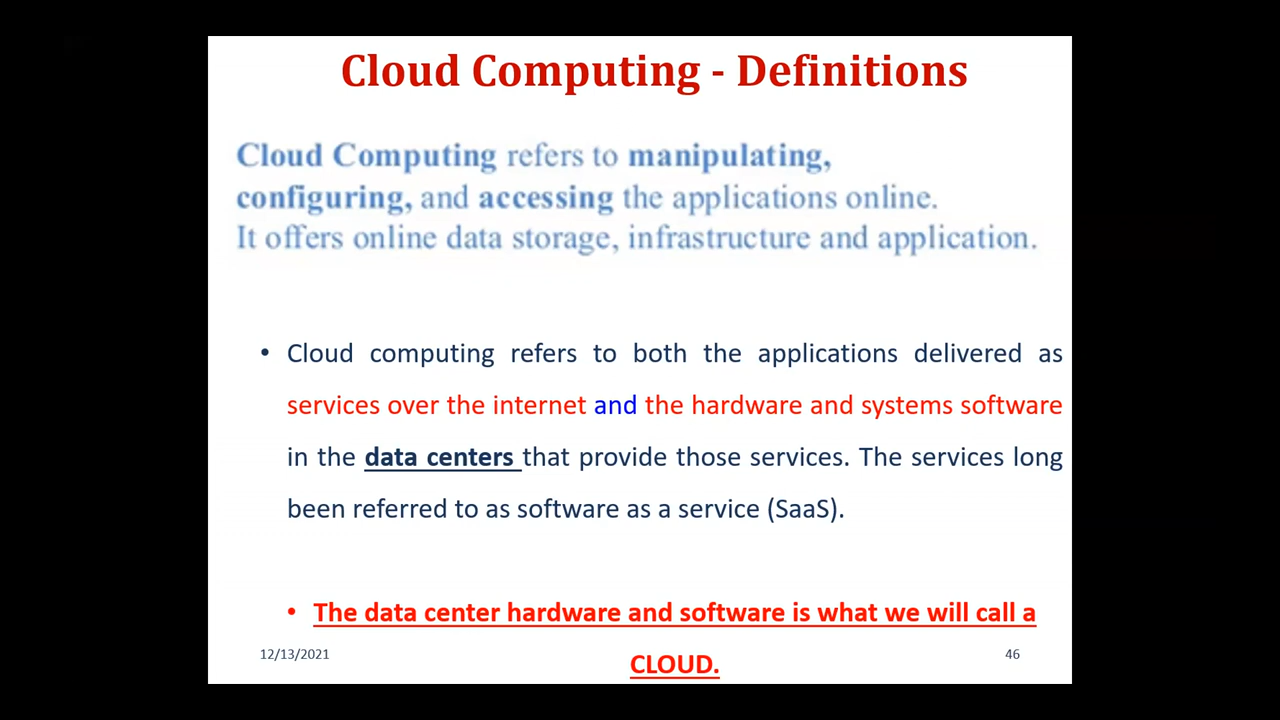 Cloud Computing - Definitions
Cloud Computing refers to manipulating,
configuring, and accessing the applications online.
It offers online data storage, infrastructure and application.
• Cloud computing refers to both the applications delivered as
services over the internet and the hardware and systems software
in the data centers that provide those services. The services long
been referred to as software as a service (SaaS).
• The data center hardware and software is what we will call a
CLOUD.
12/13/2021
46